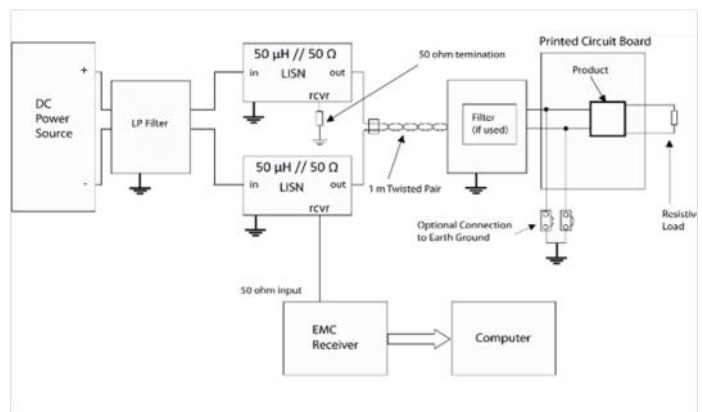 50 µH // 50 Ω
in LISN out
rcvr
50 ohm temination
Printed Circuit Board
Product
+
DC
Power
Source
-
LP Filter
Filter
(if used)
50 µH // 50 Ω
in LISN out
rcvr
1 m Twisted Pair
Optional Connection
to Earth Ground
Resistive
Load
50 ohm input
EMC
Receiver
Computer